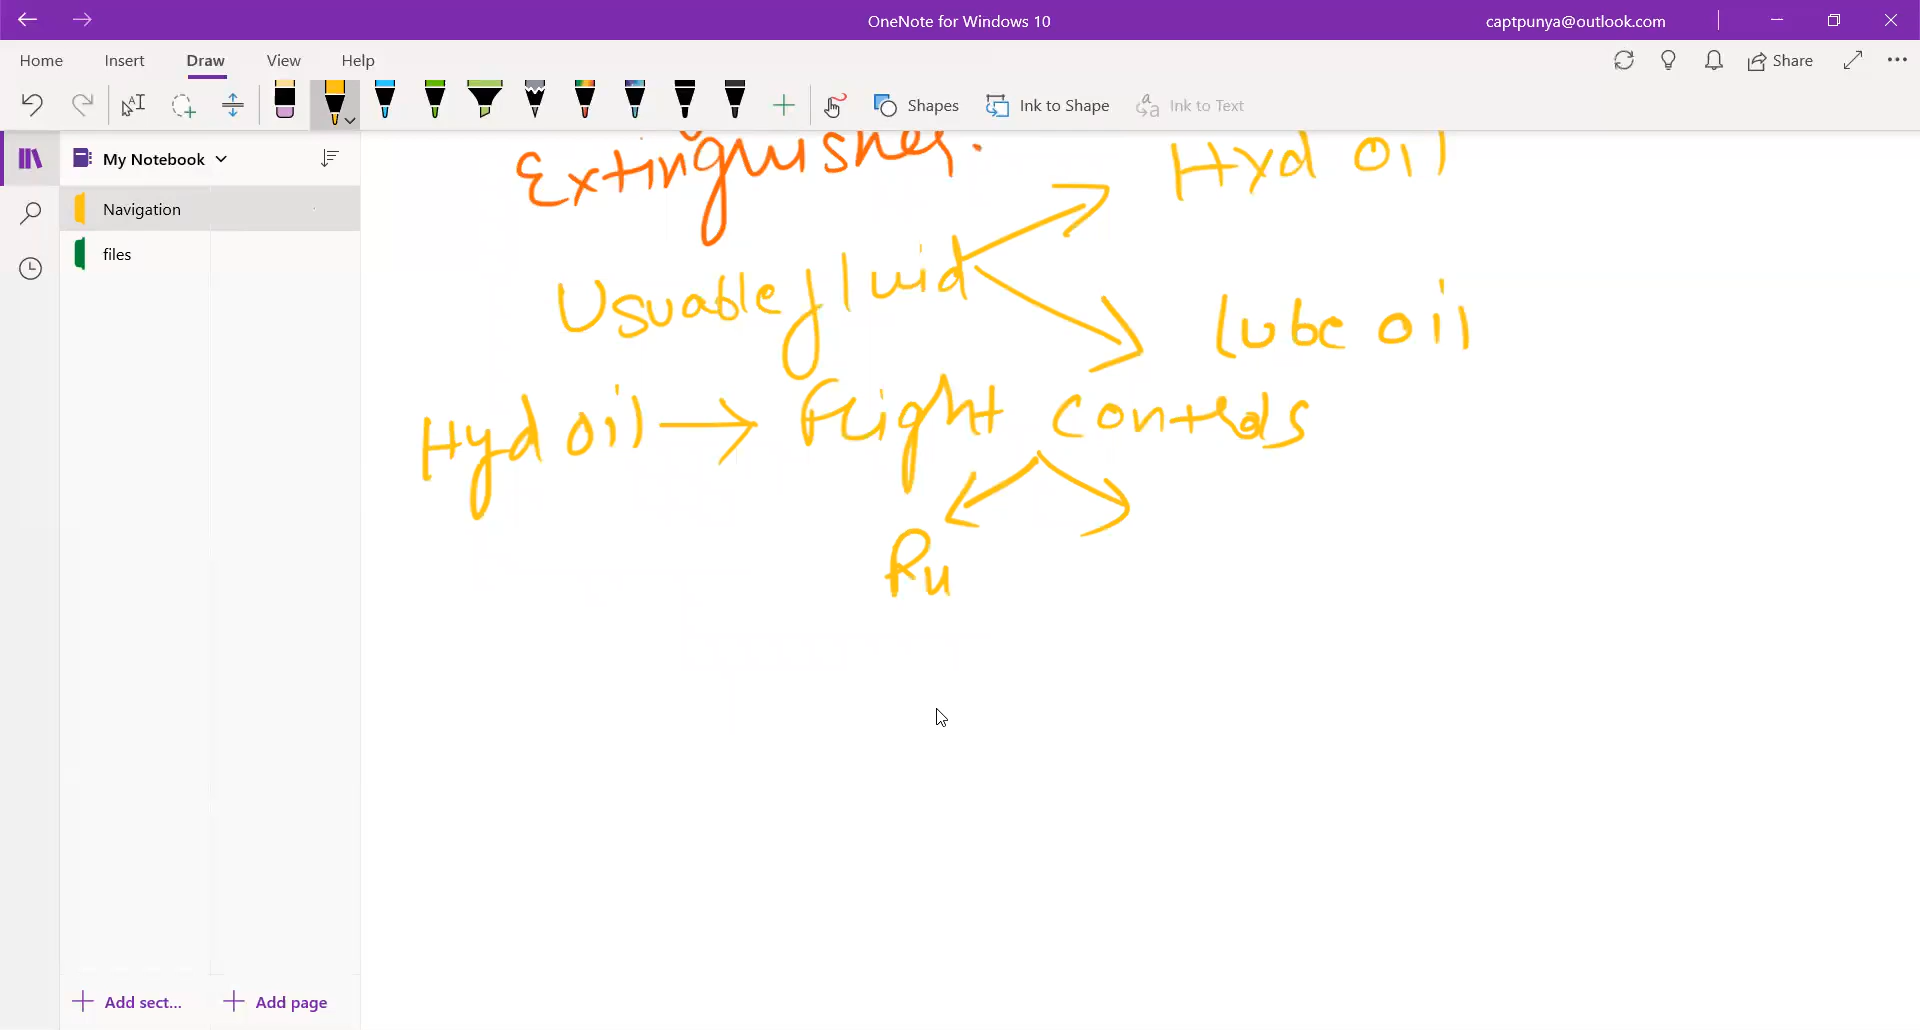 OneNote for Windows 10
captpunya@outlook.com
Home
Insert
Draw
View
Help
Share
Shapes
Ink to Shape
Ink to Text
My Notebook
Navigation
files
Extinguisher.
Hyd oil
Usuable fluid
lube oil
Hyd oil → Flight controls
Ru
Add sect...
Add page